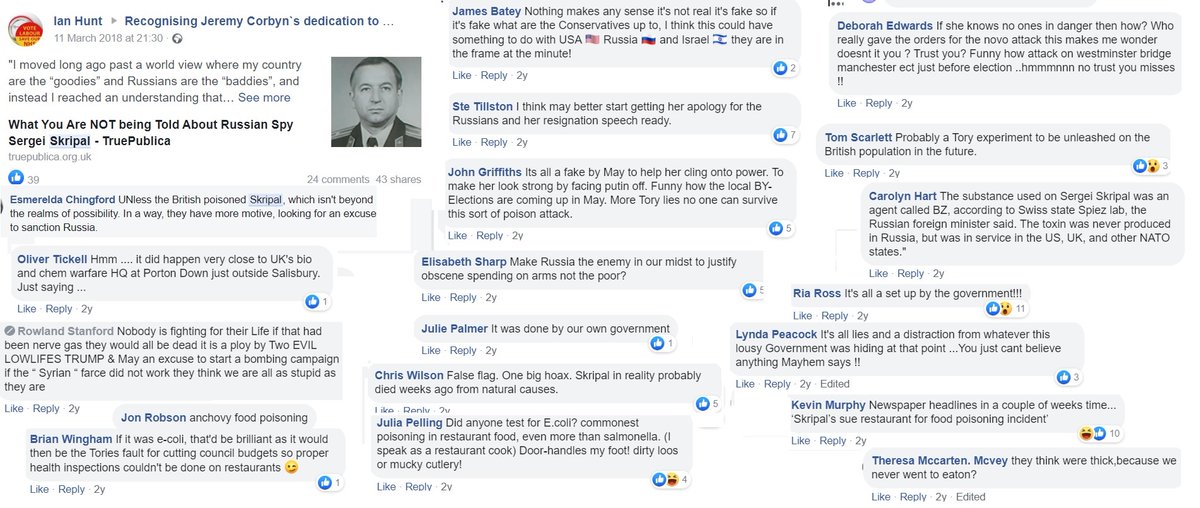 Ian Hunt ▸ Recognising Jeremy Corbyn`s dedication to …
11 March 2018 at 21:30 ·
VOTE
LABOUR
SAVE OUR
NHS
"I moved long ago past a world view where my country
are the “goodies” and Russians are the “baddies”, and
instead I reached an understanding that… See more
What You Are NOT being Told About Russian Spy
Sergei Skripal - TruePublica
truepublica.org.uk
39
24 comments 43 shares
Esmerelda Chingford UNless the British poisoned Skripal, which isn't beyond
the realms of possibility. In a way, they have more motive, looking for an excuse
to sanction Russia.
Oliver Tickell Hmm .... it did happen very close to UK's bio
and chem warfare HQ at Porton Down just outside Salisbury.
Just saying ...
1
Like · Reply · 2y
Rowland Stanford Nobody is fighting for their Life if that had
been nerve gas they would all be dead it is a ploy by Two EVIL
LOWLIFES TRUMP & May an excuse to start a bombing campaign
if the “ Syrian “ farce did not work they think we are all as stupid as
they are
Like · Reply · 2y
Jon Robson anchovy food poisoning
Brian Wingham If it was e-coli, that'd be brilliant as it would
then be the Tories fault for cutting council budgets so proper
health inspections couldn't be done on restaurants 😉
1
Like · Reply · 2y
James Batey Nothing makes any sense it's not real it's fake so if
it's fake what are the Conservatives up to, I think this could have
something to do with USA 🇺🇸 Russia 🇷🇺 and Israel 🇮🇱 they are in
the frame at the minute!
2
Like · Reply · 2y
Ste Tillston I think may better start getting her apology for the
Russians and her resignation speech ready.
7
Like · Reply · 2y
John Griffiths Its all a fake by May to help her cling onto power. To
make her look strong by facing putin off. Funny how the local BY-
Elections are coming up in May. More Tory lies no one can survive
this sort of poison attack.
5
Like · Reply · 2y
Elisabeth Sharp Make Russia the enemy in our midst to justify
obscene spending on arms not the poor?
5
Like · Reply · 2y
Julie Palmer It was done by our own government
1
Like · Reply · 2y
Chris Wilson False flag. One big hoax. Skripal in reality probably
died weeks ago from natural causes.
5
Like · Reply · 2y
Julia Pelling Did anyone test for E.coli? commonest
poisoning in restaurant food, even more than salmonella. (I
speak as a restaurant cook) Door-handles my foot! dirty loos
or mucky cutlery!
4
Like · Reply · 2y
Deborah Edwards If she knows no ones in danger then how? Who
really gave the orders for the novo attack this makes me wonder
doesnt it you ? Trust you? Funny how attack on westminster bridge
manchester ect just before election ..hmmmnnn no trust you misses
!!
Like · Reply · 2y
Tom Scarlett Probably a Tory experiment to be unleashed on the
British population in the future.
3
Like · Reply · 2y
Carolyn Hart The substance used on Sergei Skripal was an
agent called BZ, according to Swiss state Spiez lab, the
Russian foreign minister said. The toxin was never produced
in Russia, but was in service in the US, UK, and other NATO
states."
Like · Reply · 2y
Ria Ross It's all a set up by the government!!!
11
Like · Reply · 2y
Lynda Peacock It's all lies and a distraction from whatever this
lousy Government was hiding at that point ...You just cant believe
anything Mayhem says !!
3
Like · Reply · 2y · Edited
Kevin Murphy Newspaper headlines in a couple of weeks time...
‘Skripal's sue restaurant for food poisoning incident’
10
Like · Reply · 2y
Theresa Mccarten. Mcvey they think were thick,because we
never went to eaton?
Like · Reply · 2y · Edited